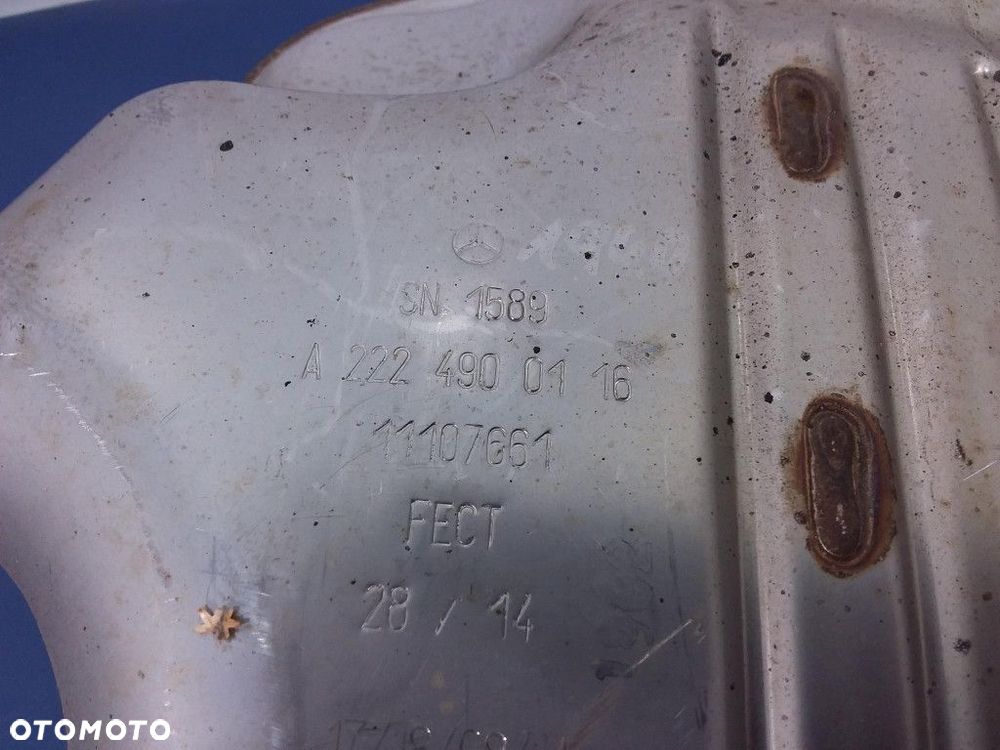 SN. 1589
A 222 490 01 16
11107661
FECT
28 / 14
OTOMOTO